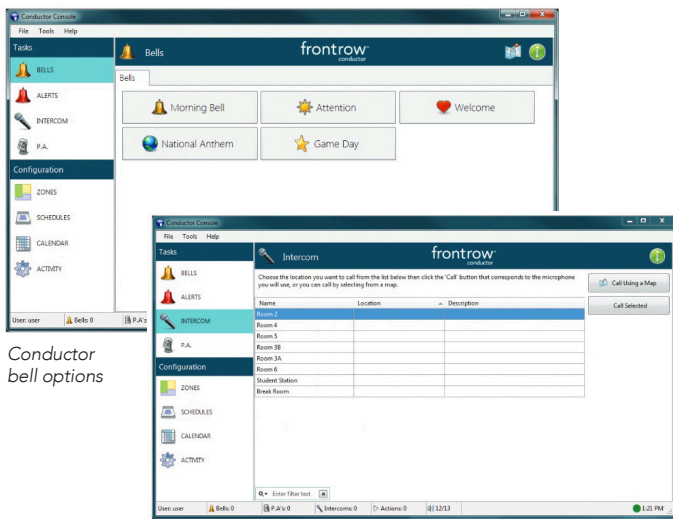 Conductor Console
File Tools Help
Tasks
BELLS
ALERTS
INTERCOM
P.A.
Configuration
ZONES
SCHEDULES
CALENDAR
ACTIVITY
User: user Bells: 0 P.A's
Bells
frontrow
conductor
Bells
Morning Bell Attention Welcome
National Anthem Game Day
Conductor
bell options
Conductor Console
File Tools Help
Tasks
BELLS
ALERTS
INTERCOM
P.A.
Configuration
ZONES
SCHEDULES
CALENDAR
ACTIVITY
Intercom
frontrow
conductor
Choose the location you want to call from the list below then click the 'Call' button that corresponds to the microphone
you will use, or you can call by selecting from a map.
Call Using a Map
Call Selected
Name Location Description
Room 2
Room 4
Room 5
Room 3B
Room 3A
Room 6
Student Station
Break Room
Enter filter text
User: user Bells: 0 P.A's: 0 Intercoms: 0 Actions: 0 12/13 1:21 PM